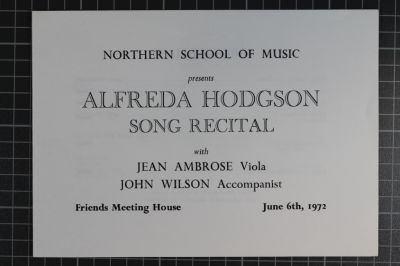 NORTHERN SCHOOL OF MUSIC
presents
ALFREDA HODGSON
SONG RECITAL
with
JEAN AMBROSE Viola
JOHN WILSON Accompanist
Friends Meeting House June 6th, 1972